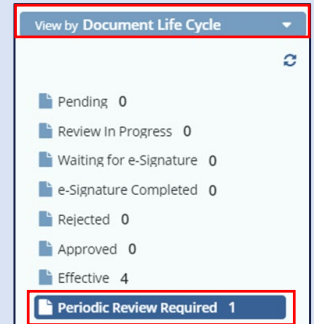 View by Document Life Cycle
Pending 0
Review In Progress 0
Waiting for e-Signature 0
e-Signature Completed 0
Rejected 0
Approved 0
Effective 4
Periodic Review Required 1